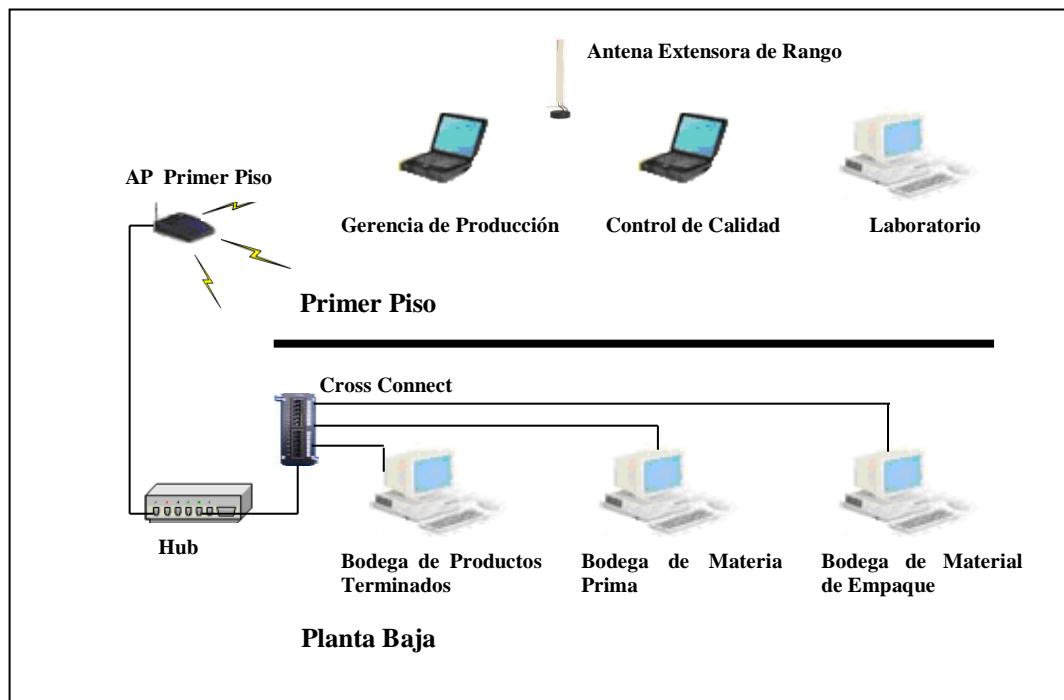 Antena Extensora de Rango
AP Primer Piso
Gerencia de Producción
Control de Calidad
Laboratorio
Primer Piso
Cross Connect
Hub
Bodega de Productos
Terminados
Bodega de Materia
Prima
Bodega de Material
de Empaque
Planta Baja